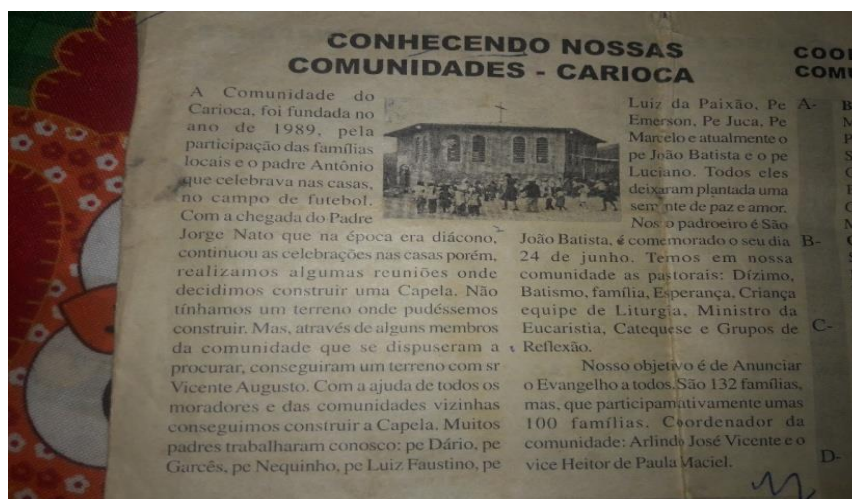 CONHECENDO NOSSAS
COMUNIDADES - CARIOCA
A Comunidade do
Carioca, foi fundada no
ano de 1989, pela
participação das famílias
locais e o padre Antônio
que celebrava nas casas,
no campo de futebol.
Com a chegada do Padre
Jorge Nato que na época era diácono,
continuou as celebrações nas casas porém,
realizamos algumas reuniões onde
decidimos construir uma Capela. Não
tínhamos um terreno onde pudéssemos
construir. Mas, através de alguns membros
da comunidade que se dispuseram a
procurar, conseguiram um terreno com sr
Vicente Augusto. Com a ajuda de todos os
moradores e das comunidades vizinhas
conseguimos construir a Capela. Muitos
padres trabalharam conosco: pe Dário, pe
Garcês, pe Nequinho, pe Luiz Faustino, pe
Luiz da Paixão, Pe
Emerson, Pe Juca, Pe
Marcelo e atualmente o
pe João Batista e o pe
Luciano. Todos eles
deixaram plantada uma
semente de paz e amor.
Nosso padroeiro é São
João Batista, é comemorado o seu dia
24 de junho. Temos em nossa
comunidade as pastorais: Dízimo,
Batismo, família, Esperança, Criança
equipe de Liturgia, Ministro da
Eucaristia, Catequese e Grupos de
Reflexão.
Nosso objetivo é de Anunciar
o Evangelho a todos. São 132 famílias,
mas, que participam ativamente umas
100 famílias. Coordenador da
comunidade: Arlindo José Vicente e o
vice Heitor de Paula Maciel.
A-
B-
C-
D-